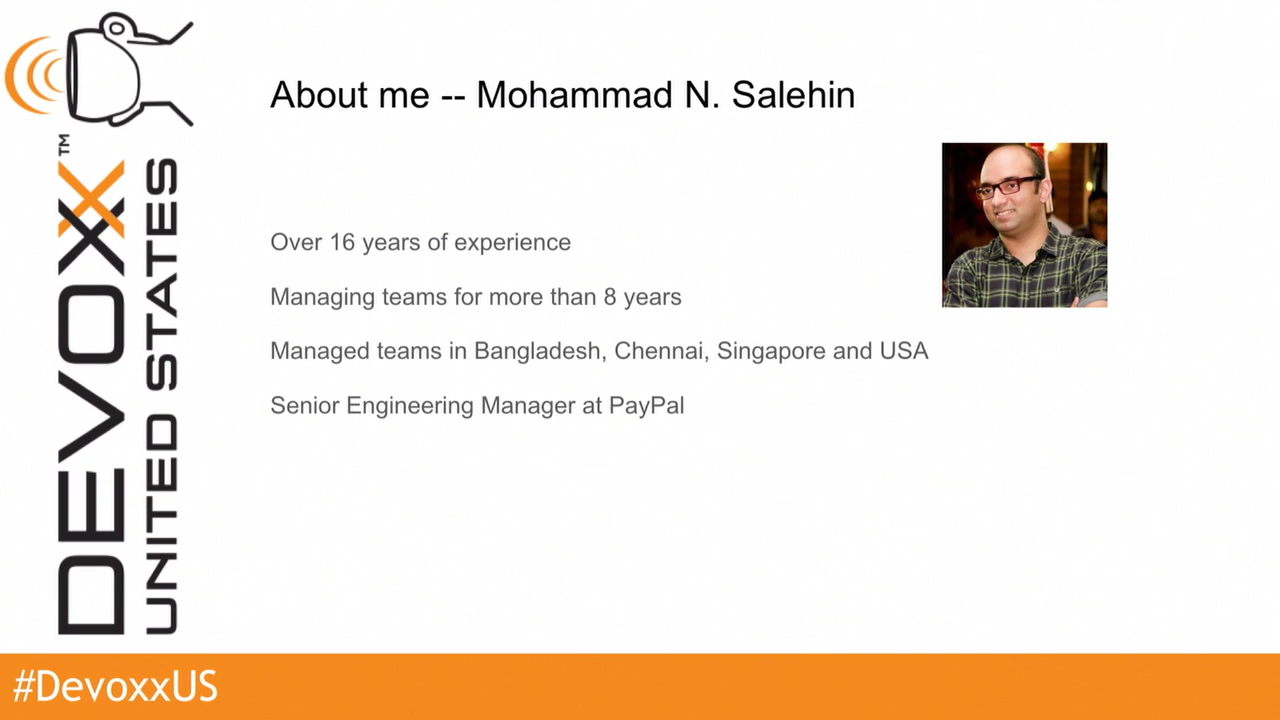 About me -- Mohammad N. Salehin
Over 16 years of experience
Managing teams for more than 8 years
Managed teams in Bangladesh, Chennai, Singapore and USA
Senior Engineering Manager at PayPal
DEVOXX™
UNITED STATES
#DevoxxUS